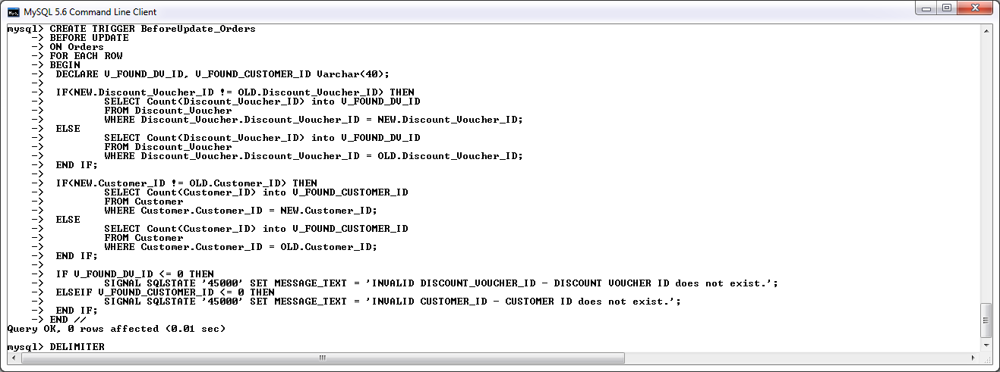 MySQL 5.6 Command Line Client
mysql> CREATE TRIGGER BeforeUpdate_Orders
    -> BEFORE UPDATE
    -> ON Orders
    -> FOR EACH ROW
    -> BEGIN
    ->  DECLARE V_FOUND_DV_ID, V_FOUND_CUSTOMER_ID Varchar(40);
    ->
    ->  IF(NEW.Discount_Voucher_ID != OLD.Discount_Voucher_ID) THEN
    ->          SELECT Count(Discount_Voucher_ID) into V_FOUND_DV_ID
    ->          FROM Discount_Voucher
    ->          WHERE Discount_Voucher.Discount_Voucher_ID = NEW.Discount_Voucher_ID;
    ->  ELSE
    ->          SELECT Count(Discount_Voucher_ID) into V_FOUND_DV_ID
    ->          FROM Discount_Voucher
    ->          WHERE Discount_Voucher.Discount_Voucher_ID = OLD.Discount_Voucher_ID;
    ->  END IF;
    ->
    ->  IF(NEW.Customer_ID != OLD.Customer_ID) THEN
    ->          SELECT Count(Customer_ID) into V_FOUND_CUSTOMER_ID
    ->          FROM Customer
    ->          WHERE Customer.Customer_ID = NEW.Customer_ID;
    ->  ELSE
    ->          SELECT Count(Customer_ID) into V_FOUND_CUSTOMER_ID
    ->          FROM Customer
    ->          WHERE Customer.Customer_ID = OLD.Customer_ID;
    ->  END IF;
    ->
    ->  IF V_FOUND_DV_ID <= 0 THEN
    ->          SIGNAL SQLSTATE '45000' SET MESSAGE_TEXT = 'INVALID DISCOUNT_VOUCHER_ID - DISCOUNT VOUCHER ID does not exist.';
    ->  ELSEIF V_FOUND_CUSTOMER_ID <= 0 THEN
    ->          SIGNAL SQLSTATE '45000' SET MESSAGE_TEXT = 'INVALID CUSTOMER_ID - CUSTOMER ID does not exist.';
    ->  END IF;
    -> END //
Query OK, 0 rows affected (0.01 sec)
mysql> DELIMITER